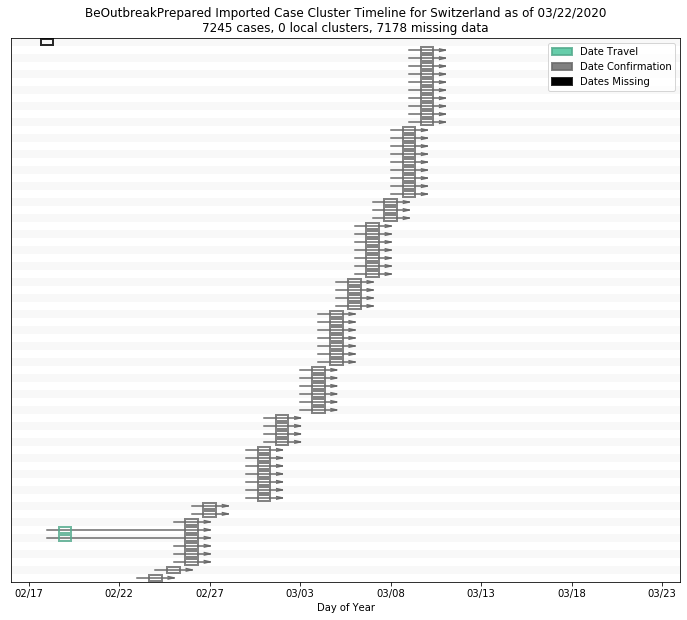 BeOutbreakPrepared Imported Case Cluster Timeline for Switzerland as of 03/22/2020
7245 cases, 0 local clusters, 7178 missing data
Date Travel
Date Confirmation
Dates Missing
02/17 02/22 02/27 03/03 03/08 03/13 03/18 03/23
Day of Year